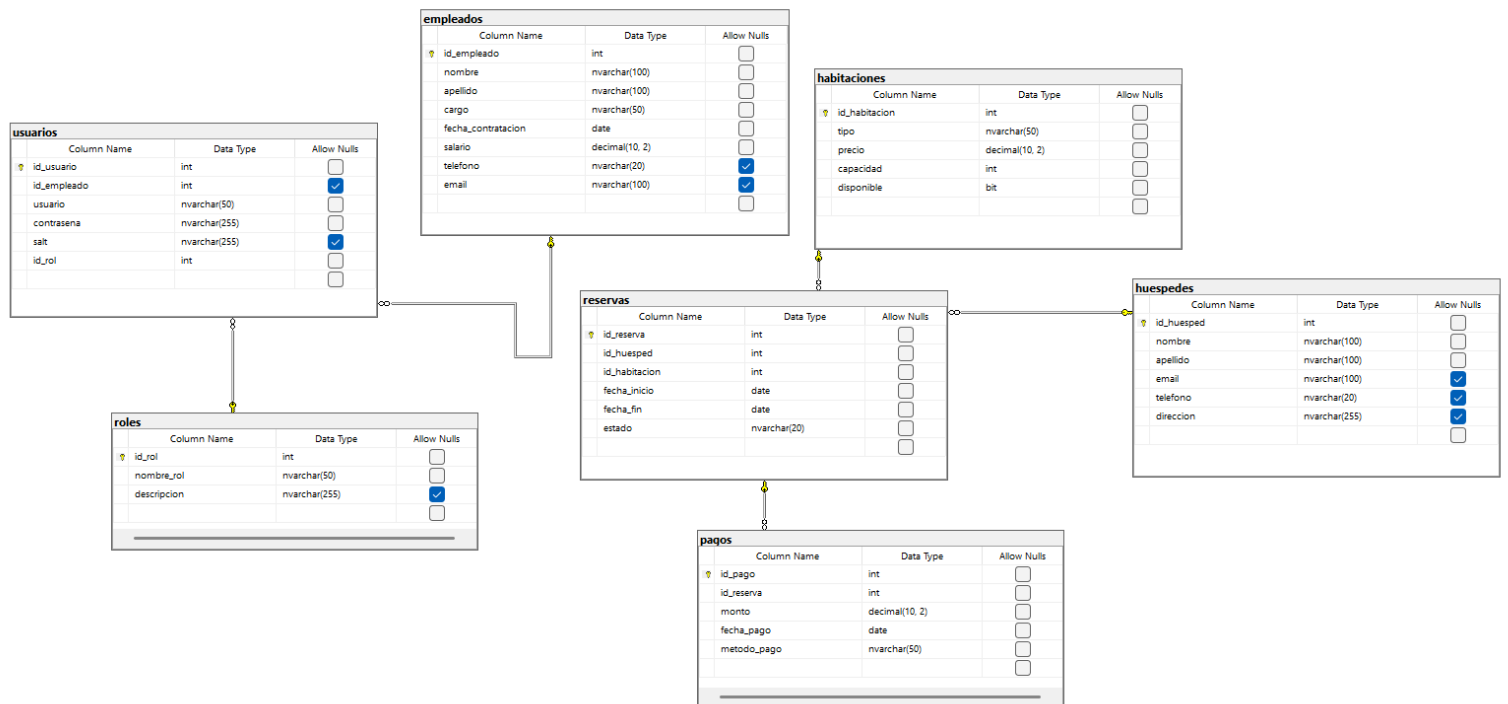 empleados
Column Name Data Type Allow Nulls
id_empleado int
nombre nvarchar(100)
apellido nvarchar(100)
cargo nvarchar(50)
fecha_contratacion date
salario decimal(10, 2)
telefono nvarchar(20)
email nvarchar(100)
habitaciones
Column Name Data Type Allow Nulls
id_habitacion int
tipo nvarchar(50)
precio decimal(10, 2)
capacidad int
disponible bit
usuarios
Column Name Data Type Allow Nulls
id_usuario int
id_empleado int
usuario nvarchar(50)
contrasena nvarchar(255)
salt nvarchar(255)
id_rol int
reservas
Column Name Data Type Allow Nulls
id_reserva int
id_huesped int
id_habitacion int
fecha_inicio date
fecha_fin date
estado nvarchar(20)
huespedes
Column Name Data Type Allow Nulls
id_huesped int
nombre nvarchar(100)
apellido nvarchar(100)
email nvarchar(100)
telefono nvarchar(20)
direccion nvarchar(255)
roles
Column Name Data Type Allow Nulls
id_rol int
nombre_rol nvarchar(50)
descripcion nvarchar(255)
pagos
Column Name Data Type Allow Nulls
id_pago int
id_reserva int
monto decimal(10, 2)
fecha_pago date
metodo_pago nvarchar(50)